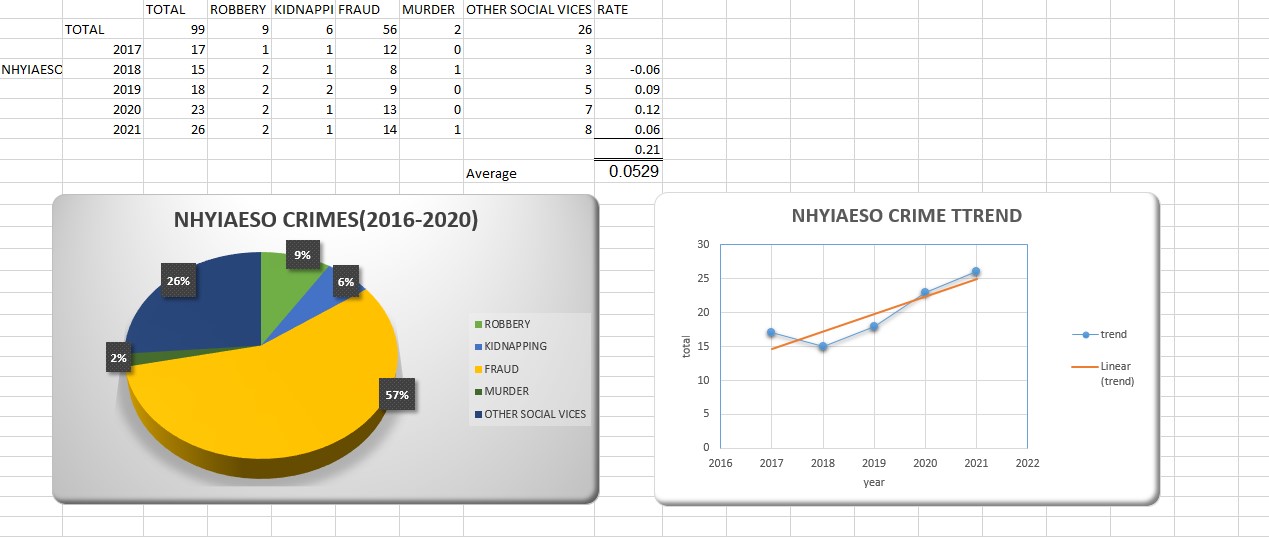 TOTAL ROBBERY KIDNAPPI FRAUD MURDER OTHER SOCIAL VICES RATE
TOTAL 99 9 6 56 2 26
2017 17 1 1 12 0 3
NHYIAESO 2018 15 2 1 8 1 3 -0.06
2019 18 2 2 9 0 5 0.09
2020 23 2 1 13 0 7 0.12
2021 26 2 1 14 1 8 0.06
0.21
Average 0.0529
NHYIAESO CRIMES(2016-2020)
9%
6%
26%
2%
57%
ROBBERY
KIDNAPPING
FRAUD
MURDER
OTHER SOCIAL VICES
NHYIAESO CRIME TTREND
30
25
20
15
10
5
0
total
2016 2017 2018 2019 2020 2021 2022
year
trend
Linear
(trend)